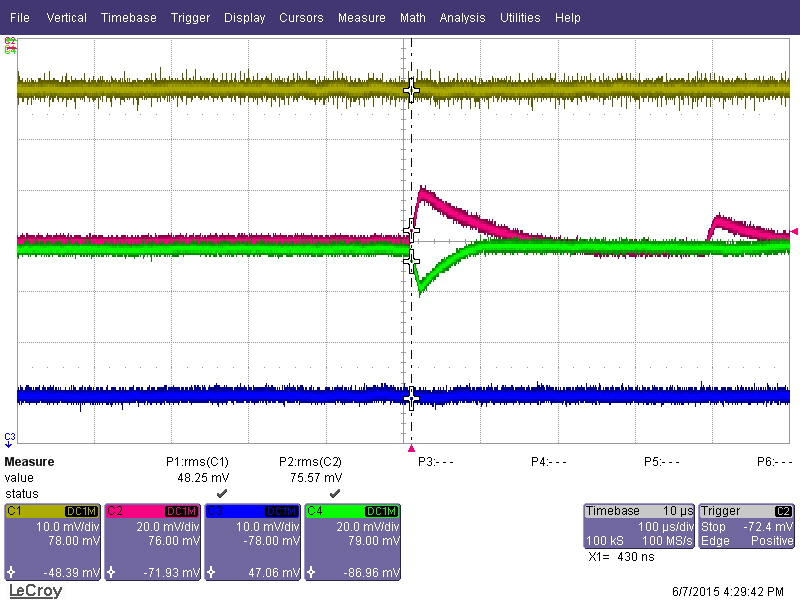 File Vertical Timebase Trigger Display Cursors Measure Math Analysis Utilities Help
C2
C4
C3
Measure P1:rms(C1) P2:rms(C2) P3:- - - P4:- - - P5:- - - P6:- - -
value 48.25 mV 75.57 mV
status
C1 DC1M C2 DC1M C3 DC1M C4 DC1M
10.0 mV/div 20.0 mV/div 10.0 mV/div 20.0 mV/div
78.00 mV 76.00 mV -78.00 mV 79.00 mV
-48.39 mV -71.93 mV 47.06 mV -86.96 mV
Timebase 10 µs Trigger C2
100 µs/div Stop -72.4 mV
100 kS 100 MS/s Edge Positive
X1= 430 ns
LeCroy
6/7/2015 4:29:42 PM